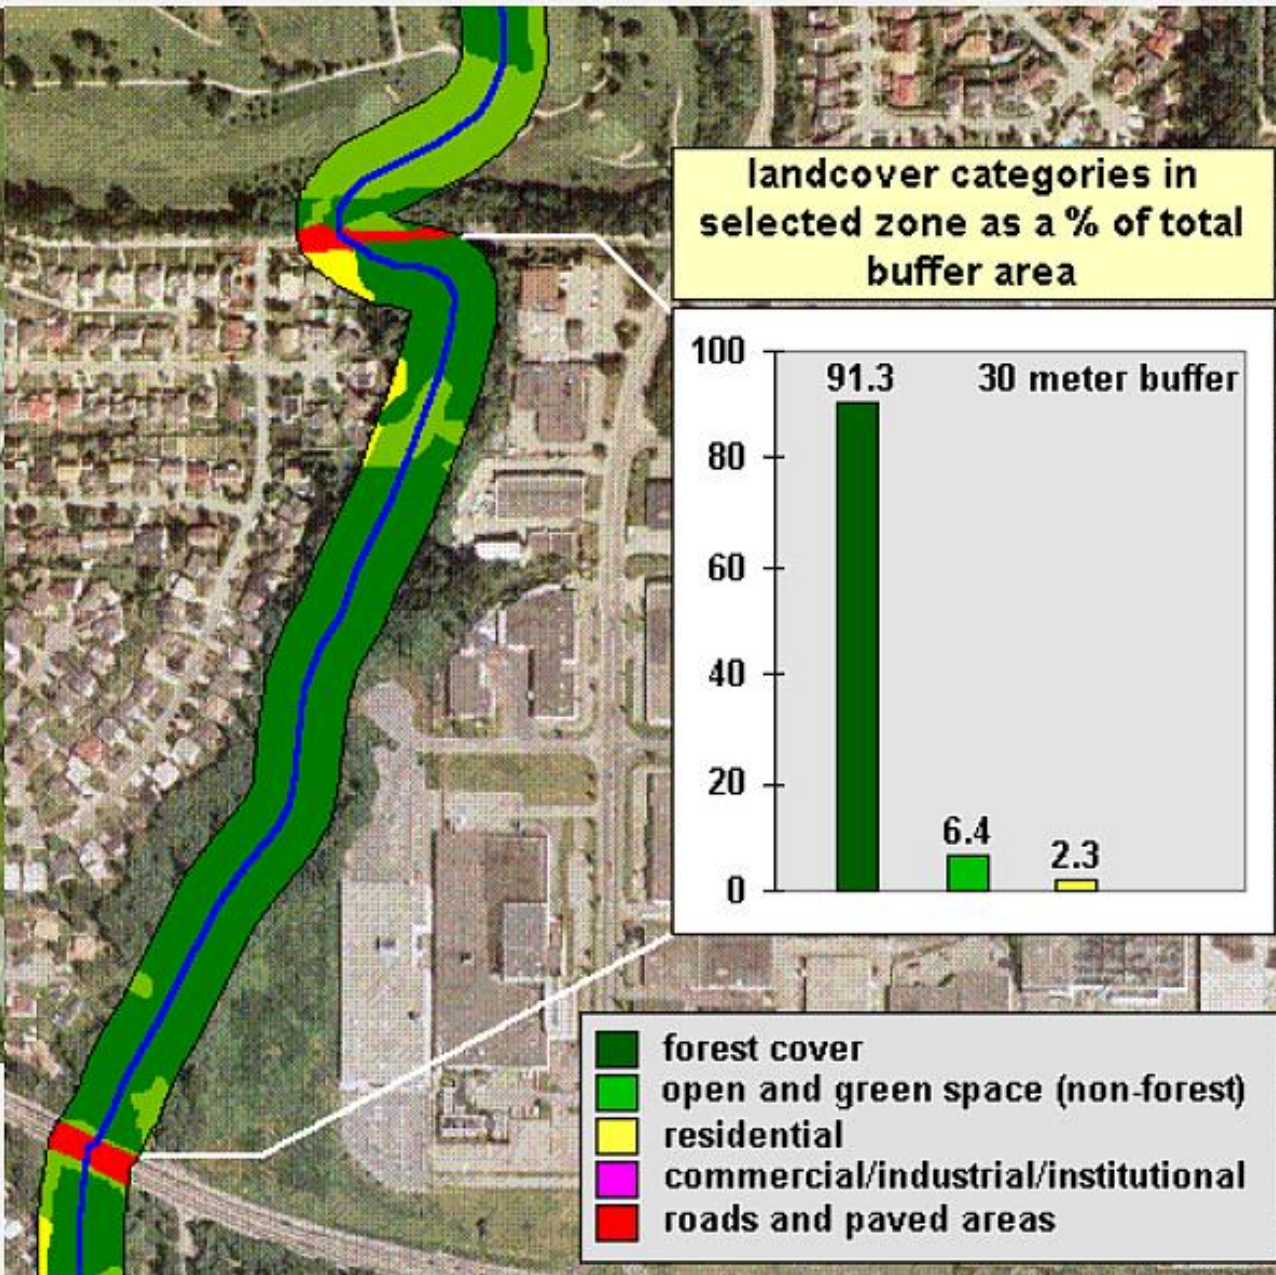 landcover categories in
selected zone as a % of total
buffer area
100
91.3
30 meter buffer
80
60
40
20
6.4
2.3
0
forest cover
open and green space (non-forest)
residential
commercial/industrial/institutional
roads and paved areas